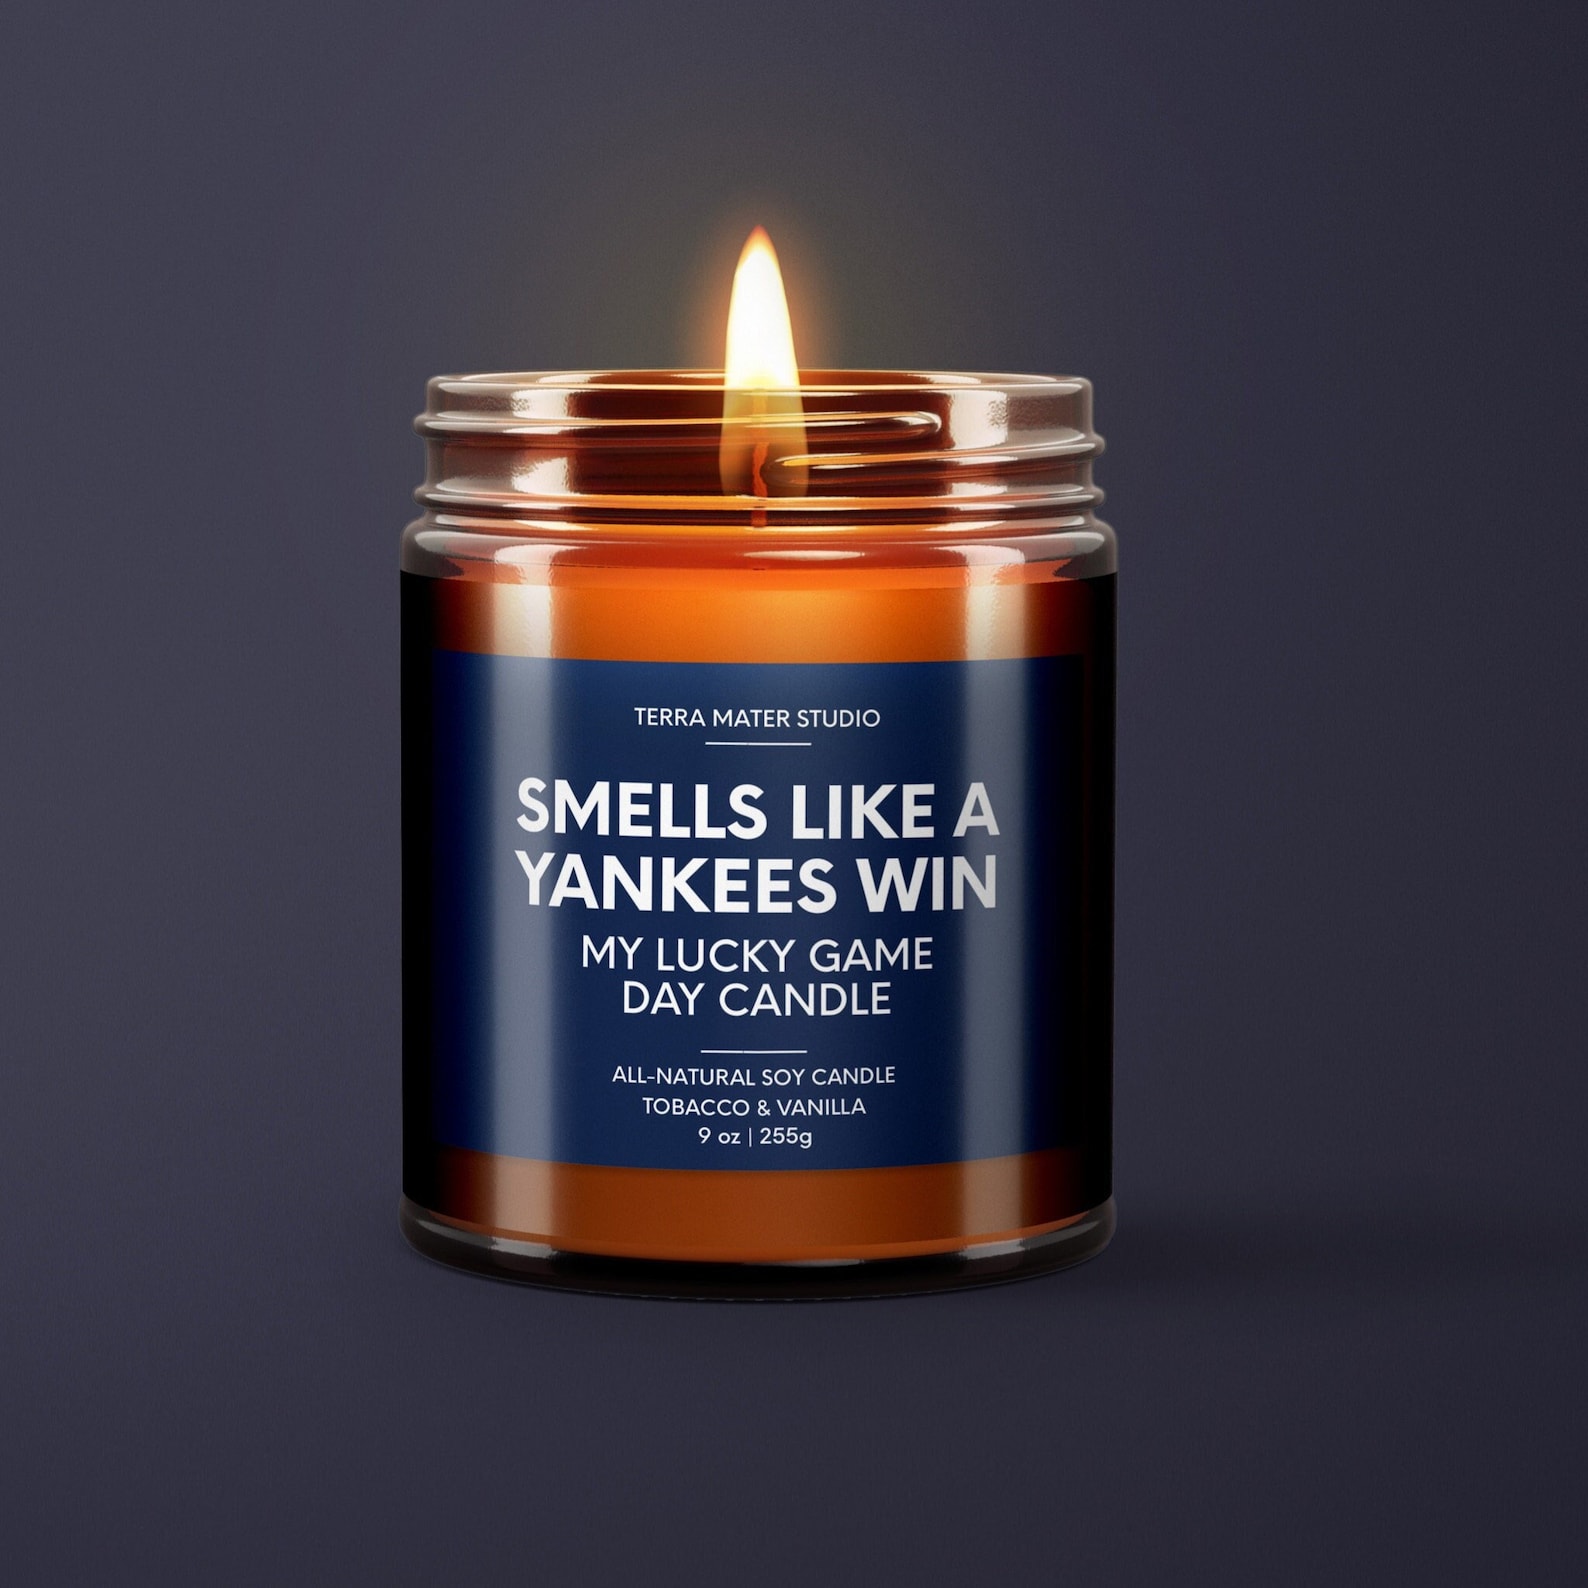 TERRA MATER STUDIO
SMELLS LIKE A
YANKEES WIN
MY LUCKY GAME
DAY CANDLE
ALL-NATURAL SOY CANDLE
TOBACCO & VANILLA
9 oz | 255g